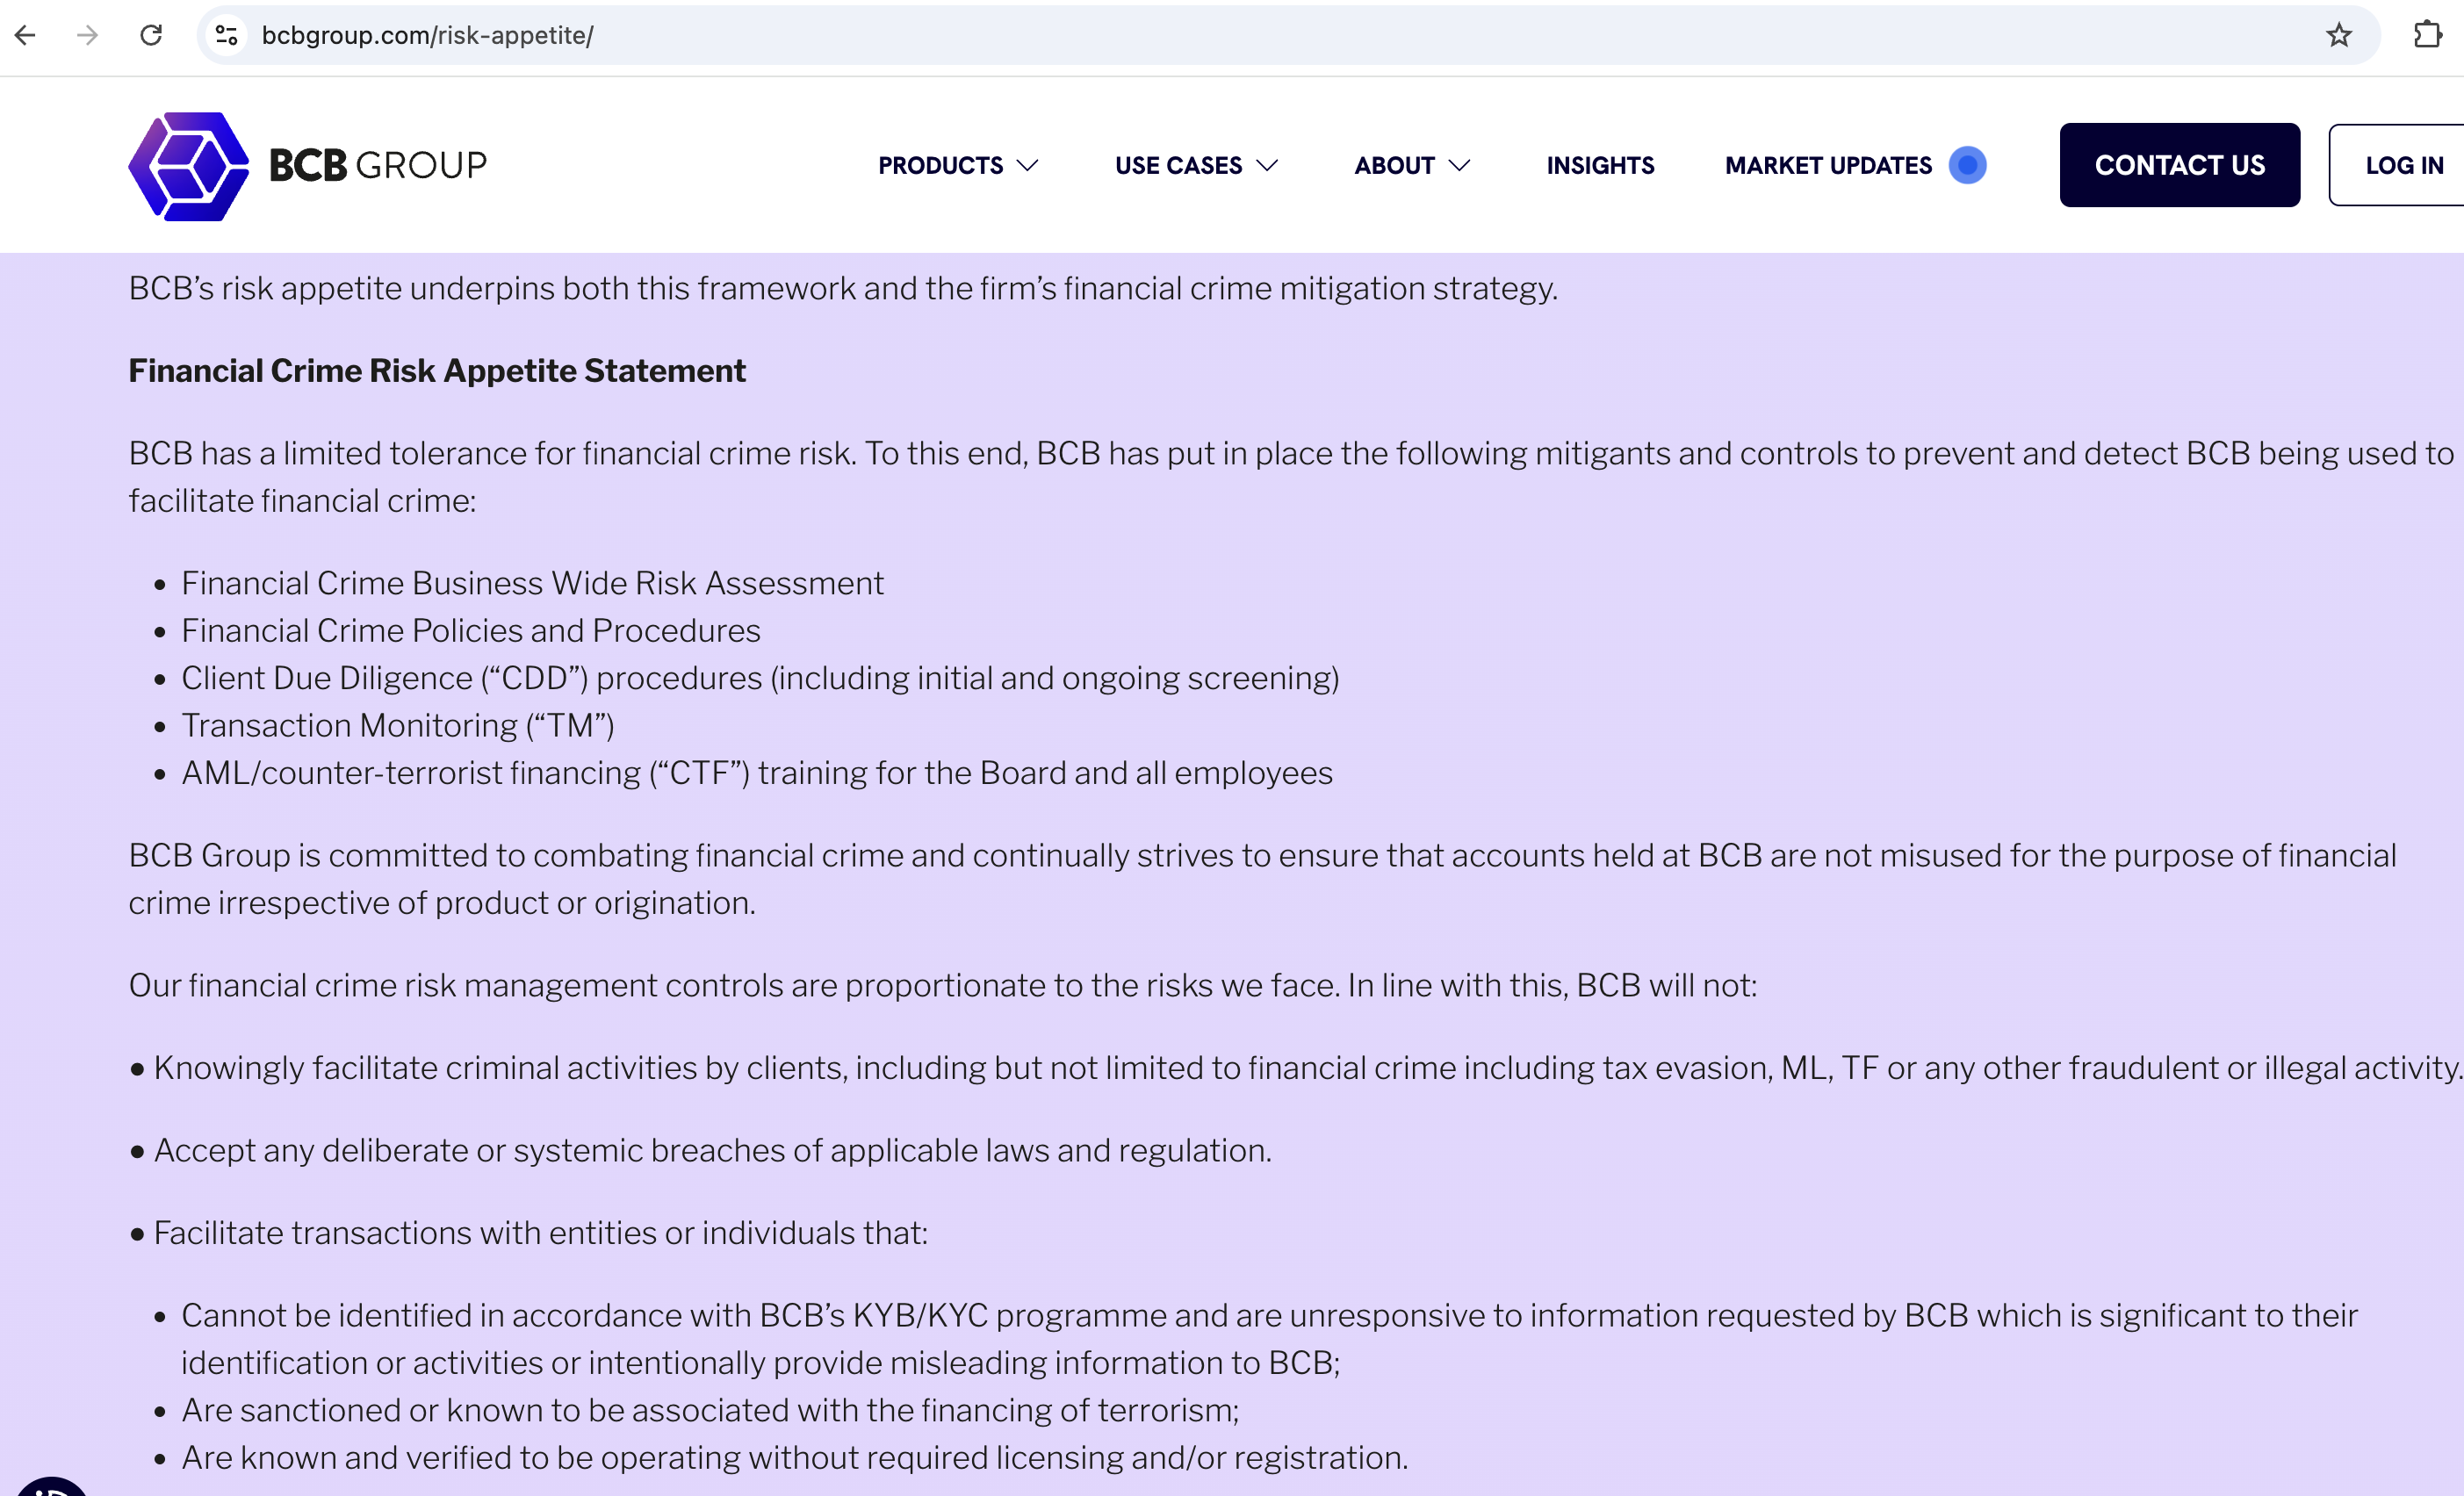 bcbgroup.com/risk-appetite/
BCB GROUP
PRODUCTS
USE CASES
ABOUT
INSIGHTS
MARKET UPDATES
CONTACT US
LOG IN
BCB’s risk appetite underpins both this framework and the firm’s financial crime mitigation strategy.
Financial Crime Risk Appetite Statement
BCB has a limited tolerance for financial crime risk. To this end, BCB has put in place the following mitigants and controls to prevent and detect BCB being used to
facilitate financial crime:
• Financial Crime Business Wide Risk Assessment
• Financial Crime Policies and Procedures
• Client Due Diligence (“CDD”) procedures (including initial and ongoing screening)
• Transaction Monitoring (“TM”)
• AML/counter-terrorist financing (“CTF”) training for the Board and all employees
BCB Group is committed to combating financial crime and continually strives to ensure that accounts held at BCB are not misused for the purpose of financial
crime irrespective of product or origination.
Our financial crime risk management controls are proportionate to the risks we face. In line with this, BCB will not:
● Knowingly facilitate criminal activities by clients, including but not limited to financial crime including tax evasion, ML, TF or any other fraudulent or illegal activity.
● Accept any deliberate or systemic breaches of applicable laws and regulation.
● Facilitate transactions with entities or individuals that:
• Cannot be identified in accordance with BCB’s KYB/KYC programme and are unresponsive to information requested by BCB which is significant to their
identification or activities or intentionally provide misleading information to BCB;
• Are sanctioned or known to be associated with the financing of terrorism;
• Are known and verified to be operating without required licensing and/or registration.